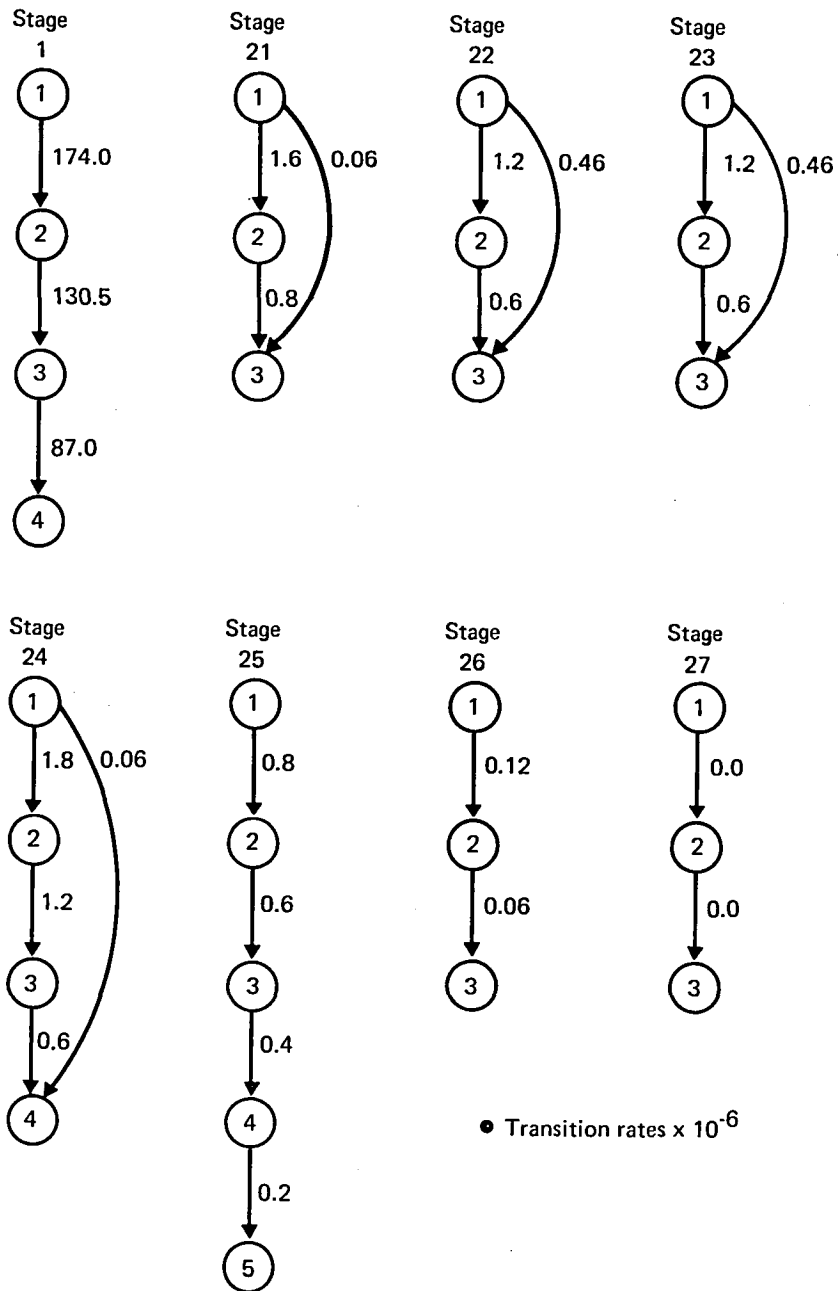 Stage Stage Stage Stage
1 21 22 23
1 1 1 1
174.0 1.6 0.06 1.2 0.46 1.2 0.46
2 2 2 2
130.5 0.8 0.6 0.6
3 3 3 3
87.0
4
Stage Stage Stage Stage
24 25 26 27
1 1 1 1
1.8 0.06 0.8 0.12 0.0
2 2 2 2
1.2 0.6 0.06 0.0
3 3 3 3
0.6 0.4
4 4
● Transition rates x 10⁻⁶
0.2
5